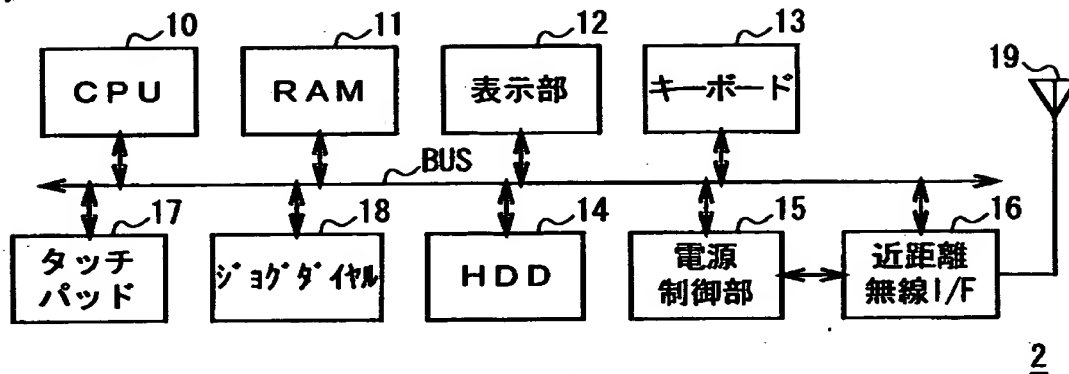 10
CPU
11
RAM
12
表示部
13
キーボード
19
BUS
17
タッチ
パッド
18
ジョグダイヤル
14
HDD
15
電源
制御部
16
近距離
無線I/F
2